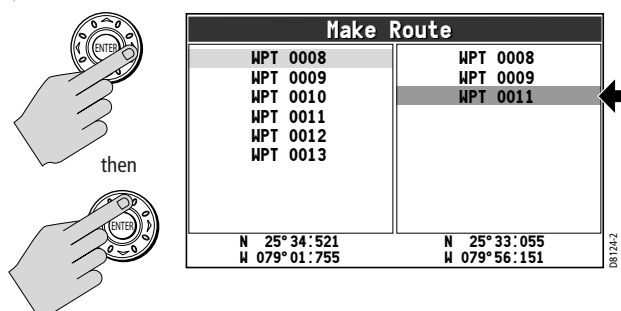 Make Route
ENTER
then
ENTER
WPT 0008
WPT 0009
WPT 0010
WPT 0011
WPT 0012
WPT 0013
N 25°34.521
W 079°01.755
WPT 0008
WPT 0009
WPT 0011
N 25°33.055
W 079°56.151
D8124-2